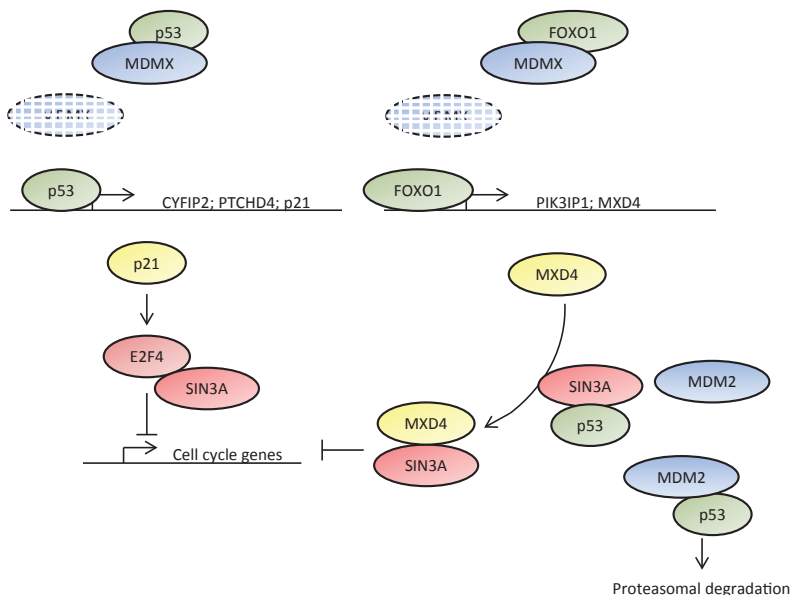 p53
MDMX
FOXO1
MDMX
p53
CYFIP2; PTCHD4; p21
FOXO1
PIK3IP1; MXD4
p21
MXD4
E2F4
SIN3A
SIN3A
MDM2
p53
MXD4
SIN3A
Cell cycle genes
MDM2
p53
Proteasomal degradation